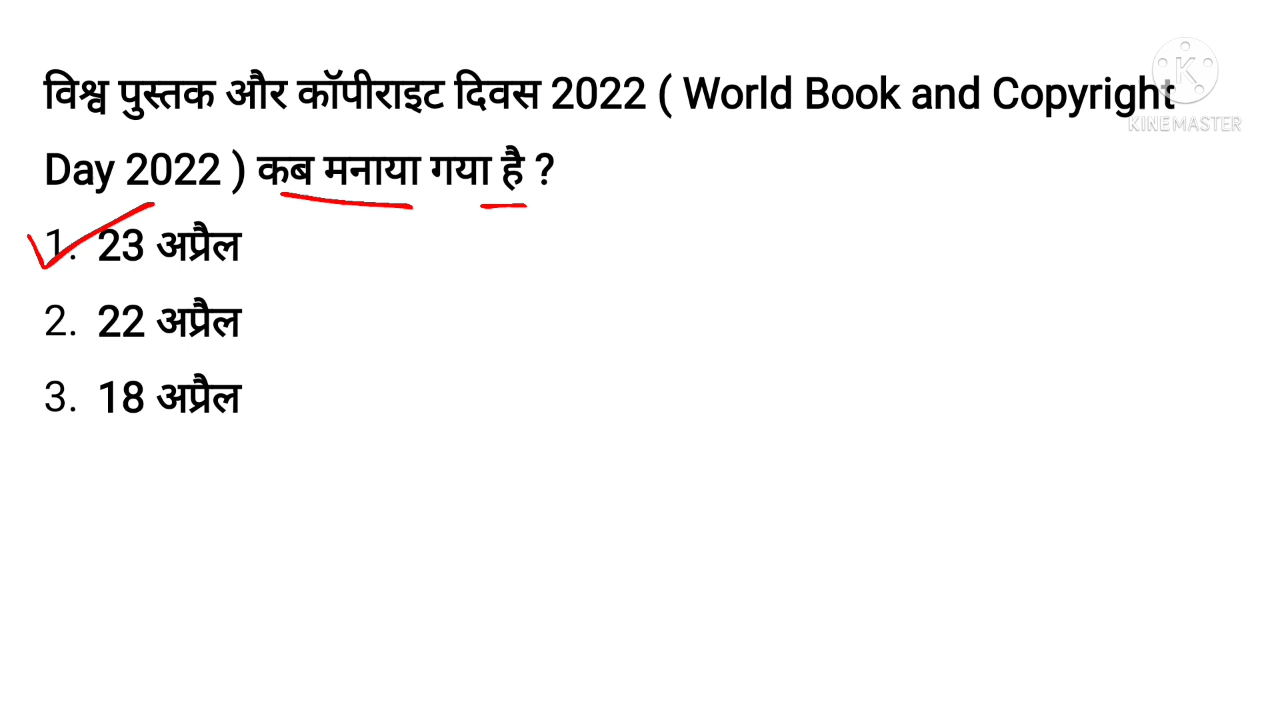 विश्व पुस्तक और कॉपीराइट दिवस 2022 ( World Book and Copyright
KINEMASTER
Day 2022 ) कब मनाया गया है ?
1. 23 अप्रैल
2. 22 अप्रैल
3. 18 अप्रैल